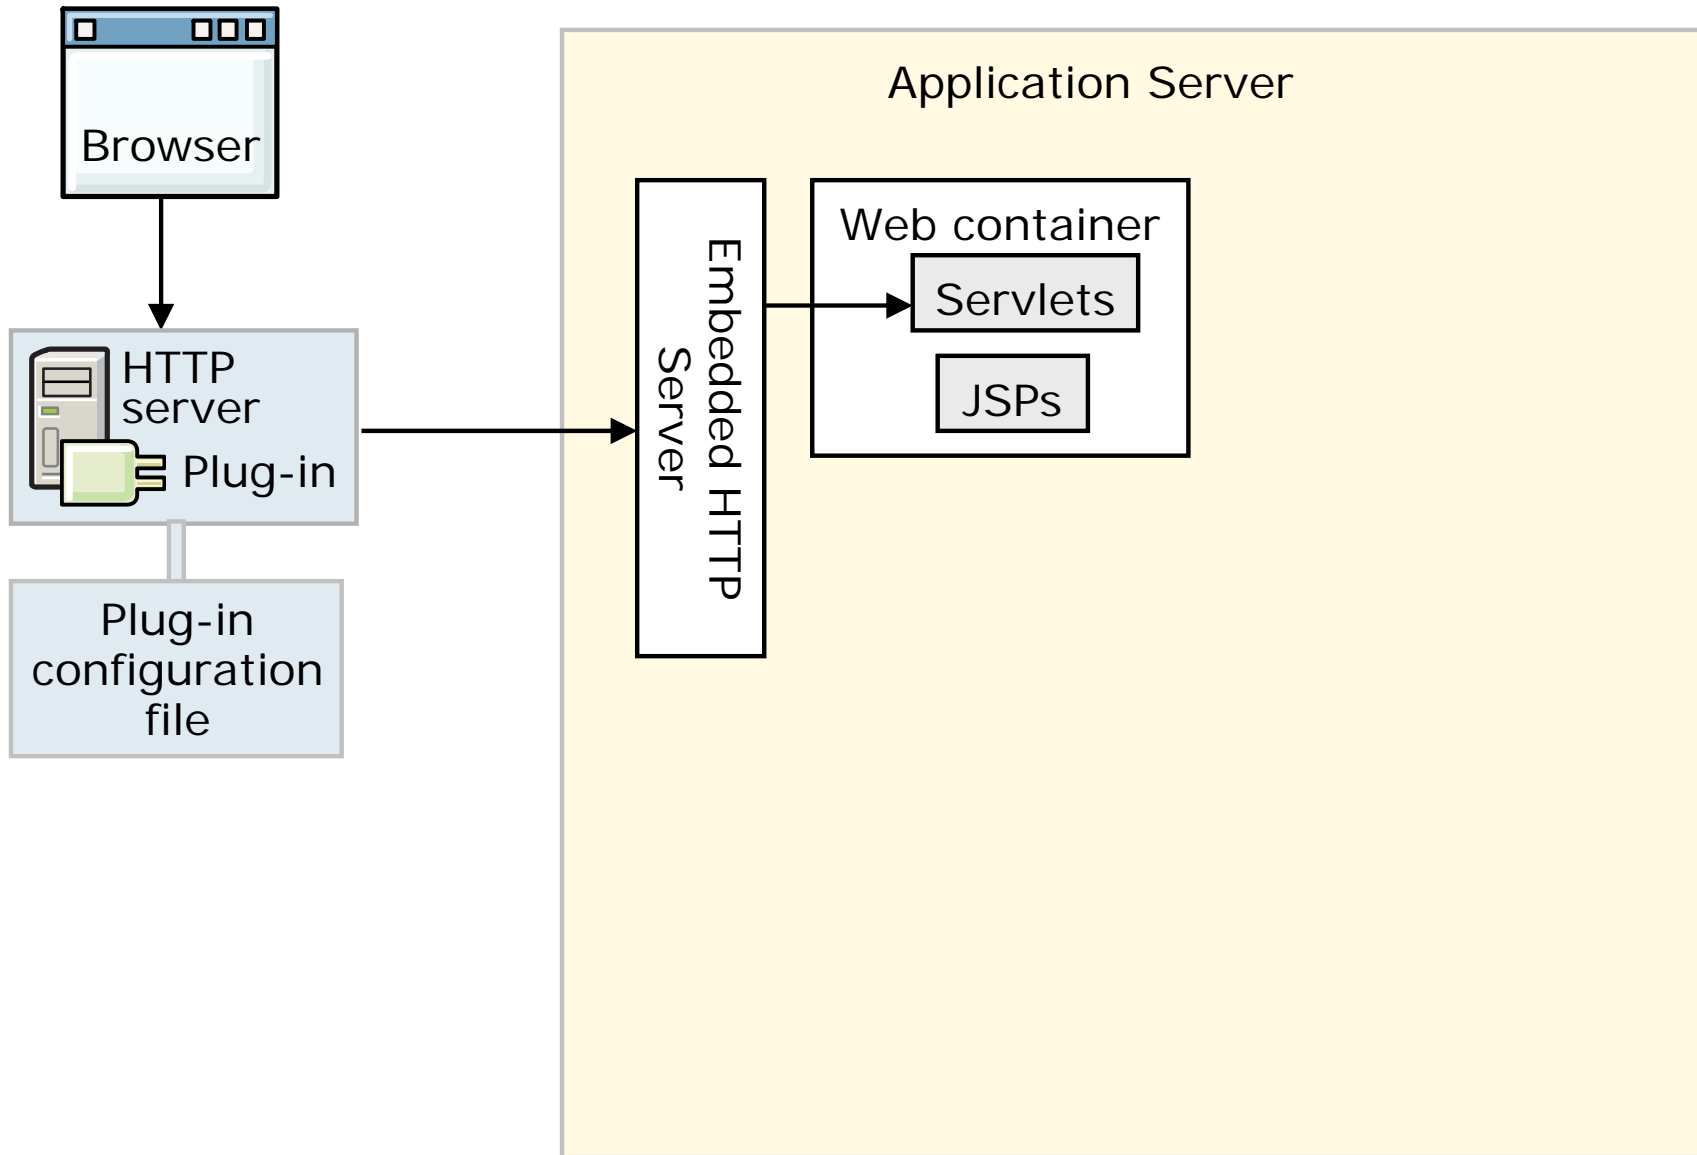 Browser
HTTP
server
Plug-in
Plug-in
configuration
file
Application Server
Embedded HTTP
Server
Web container
Servlets
JSPs